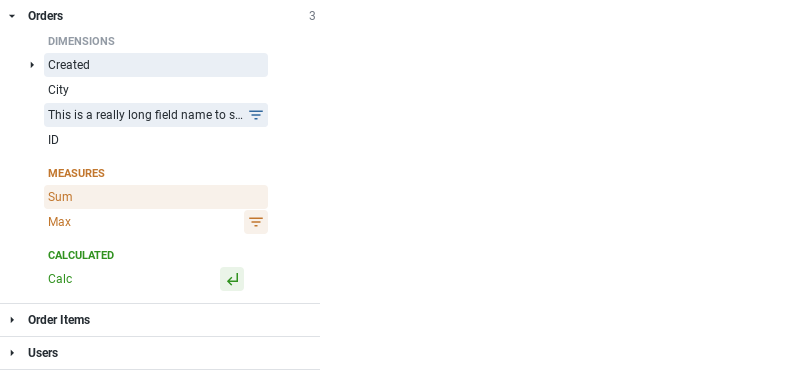 Orders 3
DIMENSIONS
Created
City
This is a really long field name to s...
ID
MEASURES
Sum
Max
CALCULATED
Calc
Order Items
Users